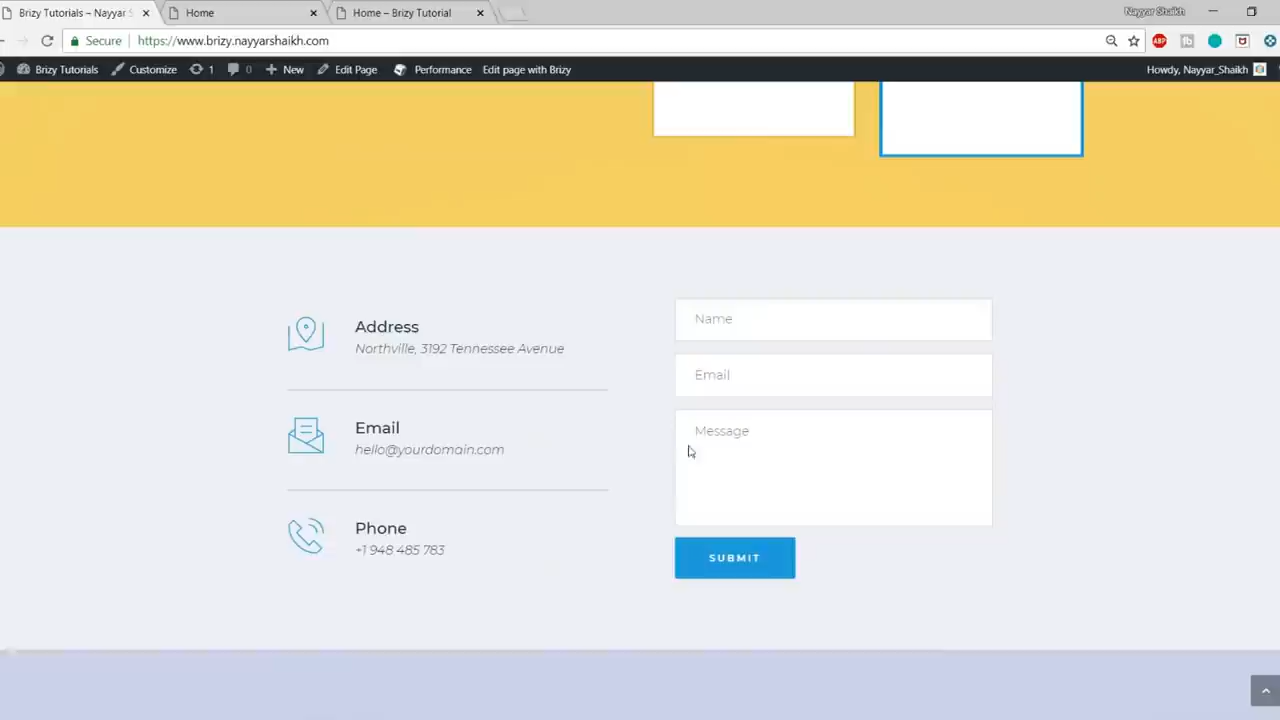 Brizy Tutorials – Nayyar S
Home
Home – Brizy Tutorial
Nayyar Shaikh
Secure
https://www.brizy.nayyarshaikh.com
ABP
Brizy Tutorials
Customize
1
0
New
Edit Page
Performance
Edit page with Brizy
Howdy, Nayyar_Shaikh
Address
Northville, 3192 Tennessee Avenue
Email
hello@yourdomain.com
Phone
+1 948 485 783
Name
Email
Message
SUBMIT